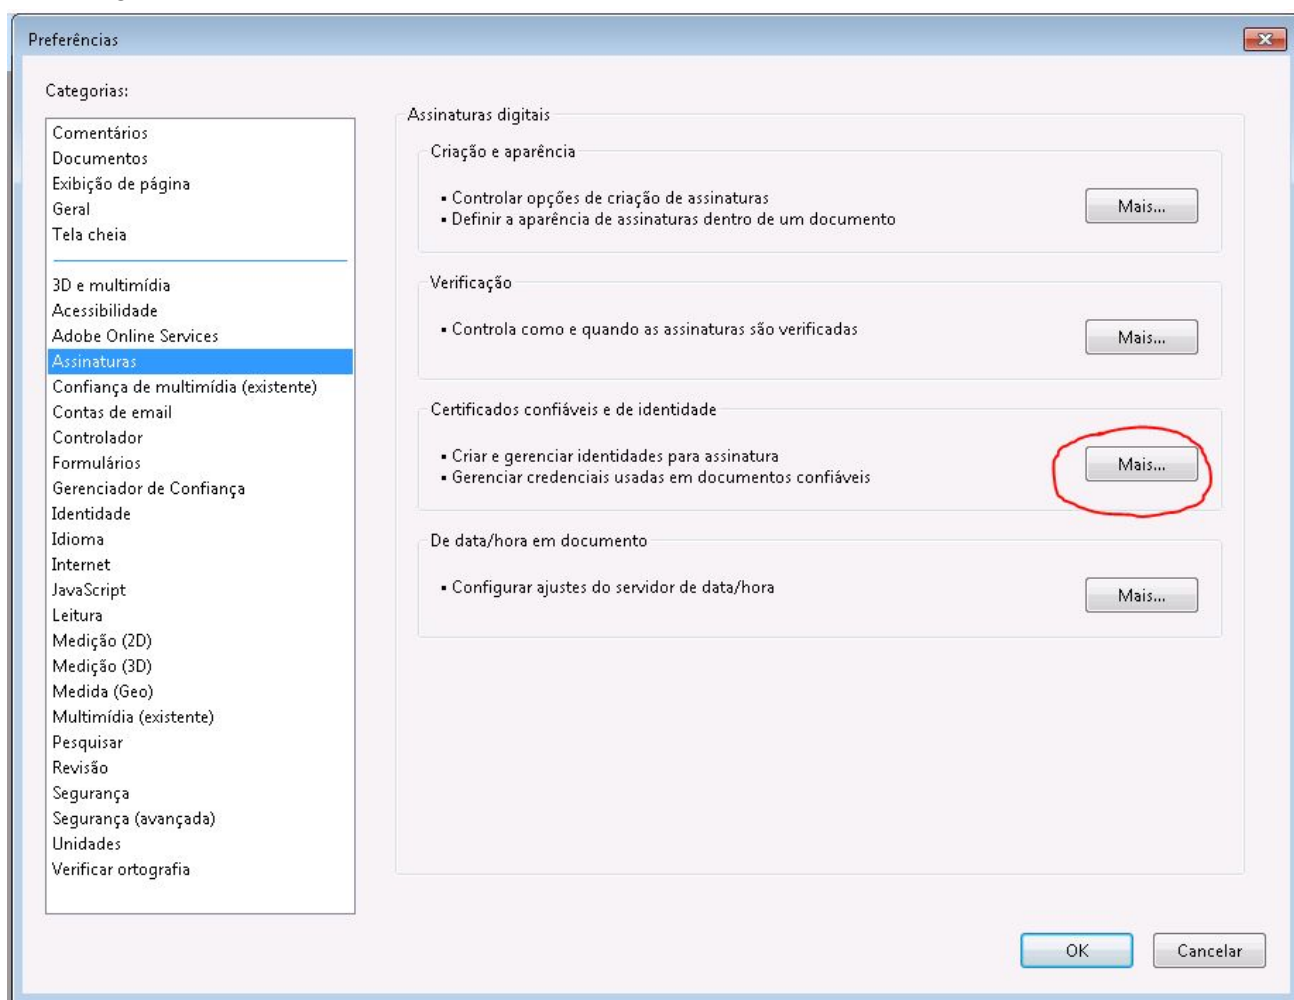 Preferências
Categorias:
Comentários
Documentos
Exibição de página
Geral
Tela cheia
3D e multimídia
Acessibilidade
Adobe Online Services
Assinaturas
Confiança de multimídia (existente)
Contas de email
Controlador
Formulários
Gerenciador de Confiança
Identidade
Idioma
Internet
JavaScript
Leitura
Medição (2D)
Medição (3D)
Medida (Geo)
Multimídia (existente)
Pesquisar
Revisão
Segurança
Segurança (avançada)
Unidades
Verificar ortografia
Assinaturas digitais
Criação e aparência
▪ Controlar opções de criação de assinaturas
▪ Definir a aparência de assinaturas dentro de um documento
Mais...
Verificação
▪ Controla como e quando as assinaturas são verificadas
Mais...
Certificados confiáveis e de identidade
▪ Criar e gerenciar identidades para assinatura
▪ Gerenciar credenciais usadas em documentos confiáveis
Mais...
De data/hora em documento
▪ Configurar ajustes do servidor de data/hora
Mais...
OK
Cancelar